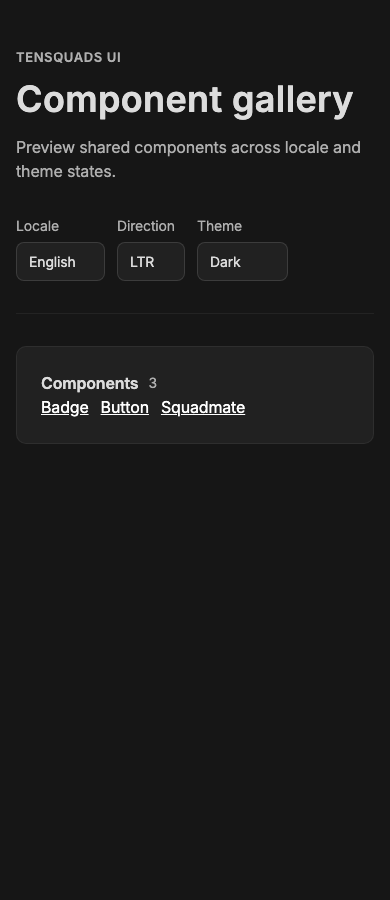 TENSQUADS UI
Component gallery
Preview shared components across locale and
theme states.
Locale Direction Theme
English LTR Dark
Components 3
Badge Button Squadmate